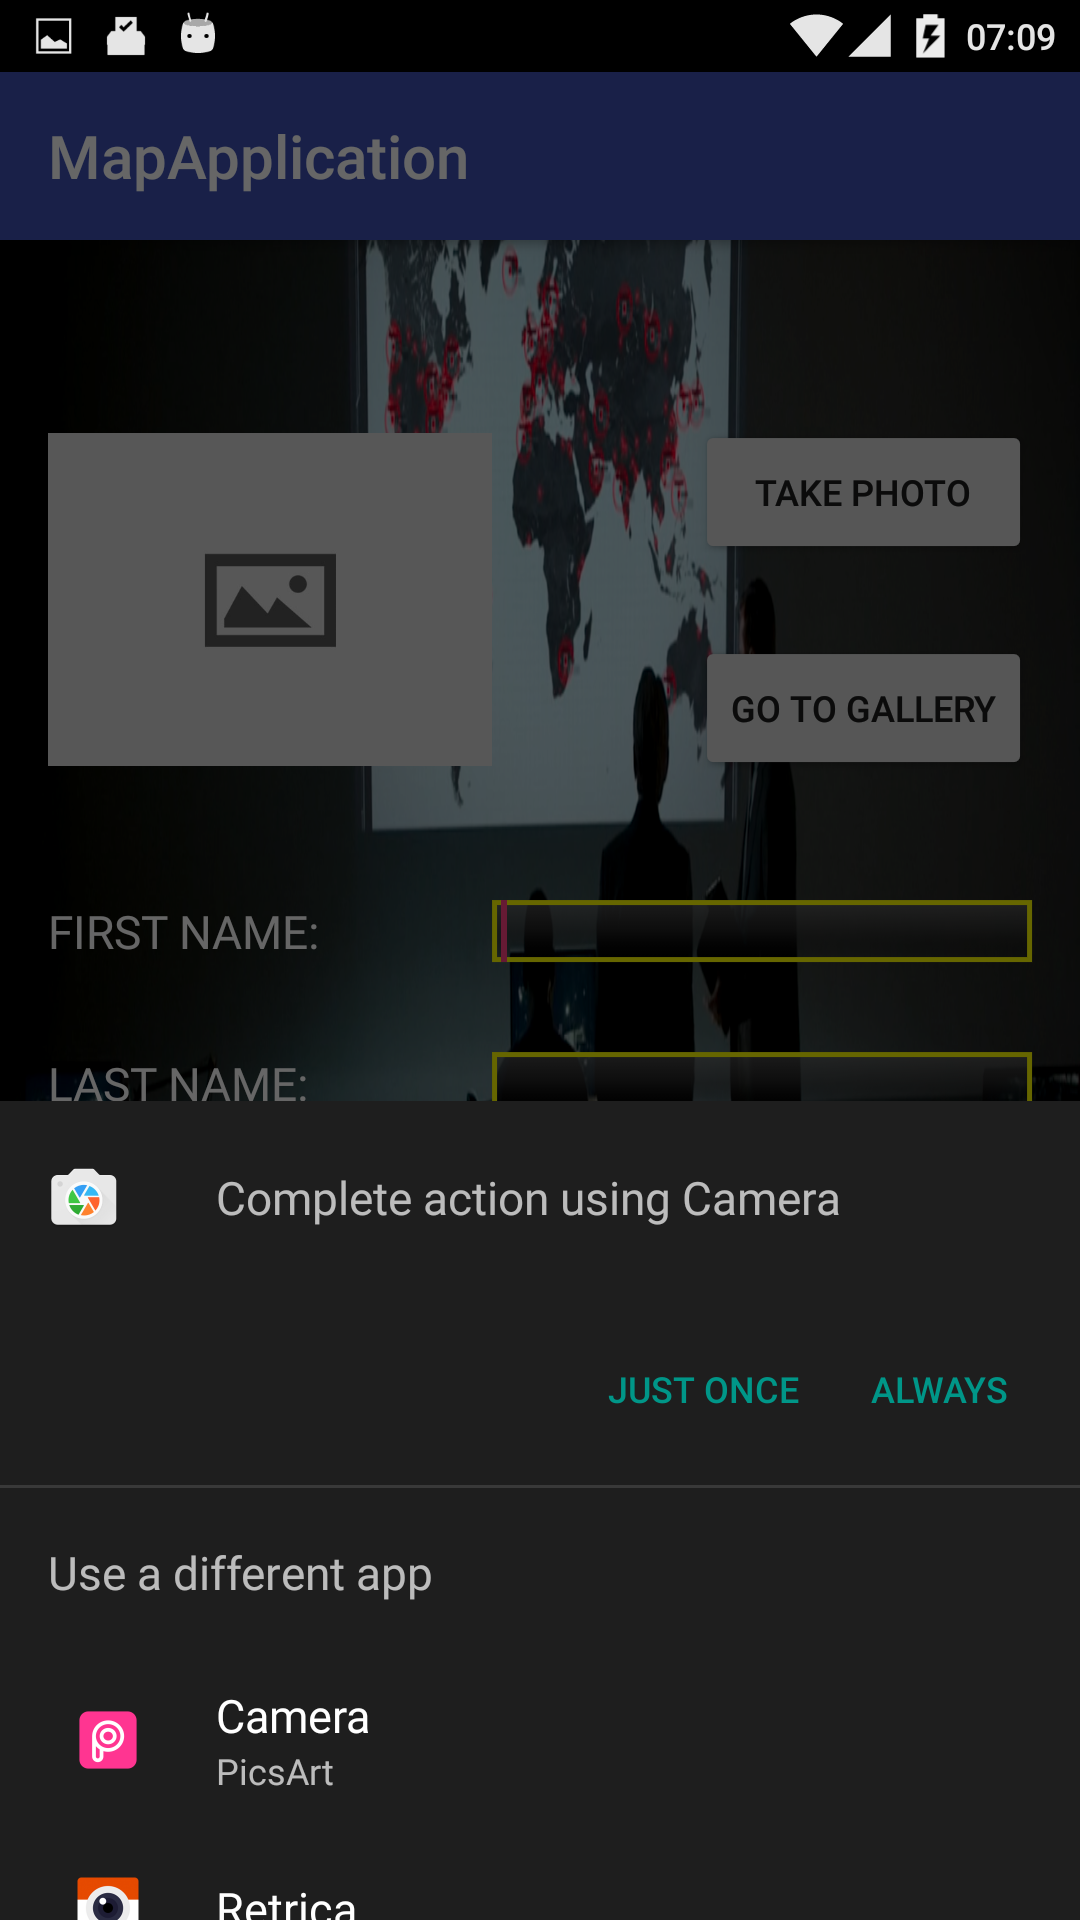 07:09
MapApplication
TAKE PHOTO
GO TO GALLERY
FIRST NAME:
LAST NAME:
Complete action using Camera
JUST ONCE ALWAYS
Use a different app
Camera
PicsArt
Retrica